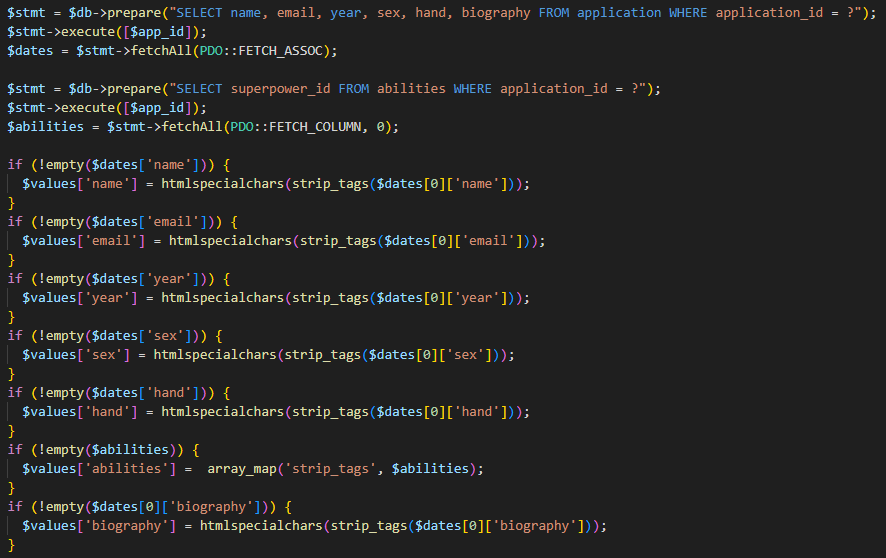 $stmt = $db->prepare("SELECT name, email, year, sex, hand, biography FROM application WHERE application_id = ?");
$stmt->execute([$app_id]);
$dates = $stmt->fetchAll(PDO::FETCH_ASSOC);

$stmt = $db->prepare("SELECT superpower_id FROM abilities WHERE application_id = ?");
$stmt->execute([$app_id]);
$abilities = $stmt->fetchAll(PDO::FETCH_COLUMN, 0);

if (!empty($dates['name'])) {
  $values['name'] = htmlspecialchars(strip_tags($dates[0]['name']));
}
if (!empty($dates['email'])) {
  $values['email'] = htmlspecialchars(strip_tags($dates[0]['email']));
}
if (!empty($dates['year'])) {
  $values['year'] = htmlspecialchars(strip_tags($dates[0]['year']));
}
if (!empty($dates['sex'])) {
  $values['sex'] = htmlspecialchars(strip_tags($dates[0]['sex']));
}
if (!empty($dates['hand'])) {
  $values['hand'] = htmlspecialchars(strip_tags($dates[0]['hand']));
}
if (!empty($abilities)) {
  $values['abilities'] =  array_map('strip_tags', $abilities);
}
if (!empty($dates[0]['biography'])) {
  $values['biography'] = htmlspecialchars(strip_tags($dates[0]['biography']));
}